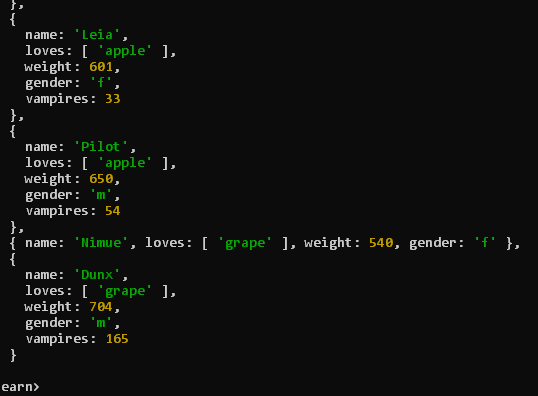 },
{
name: 'Leia',
loves: [ 'apple' ],
weight: 601,
gender: 'f',
vampires: 33
},
{
name: 'Pilot',
loves: [ 'apple' ],
weight: 650,
gender: 'm',
vampires: 54
},
{ name: 'Nimue', loves: [ 'grape' ], weight: 540, gender: 'f' },
{
name: 'Dunx',
loves: [ 'grape' ],
weight: 704,
gender: 'm',
vampires: 165
}
earn>